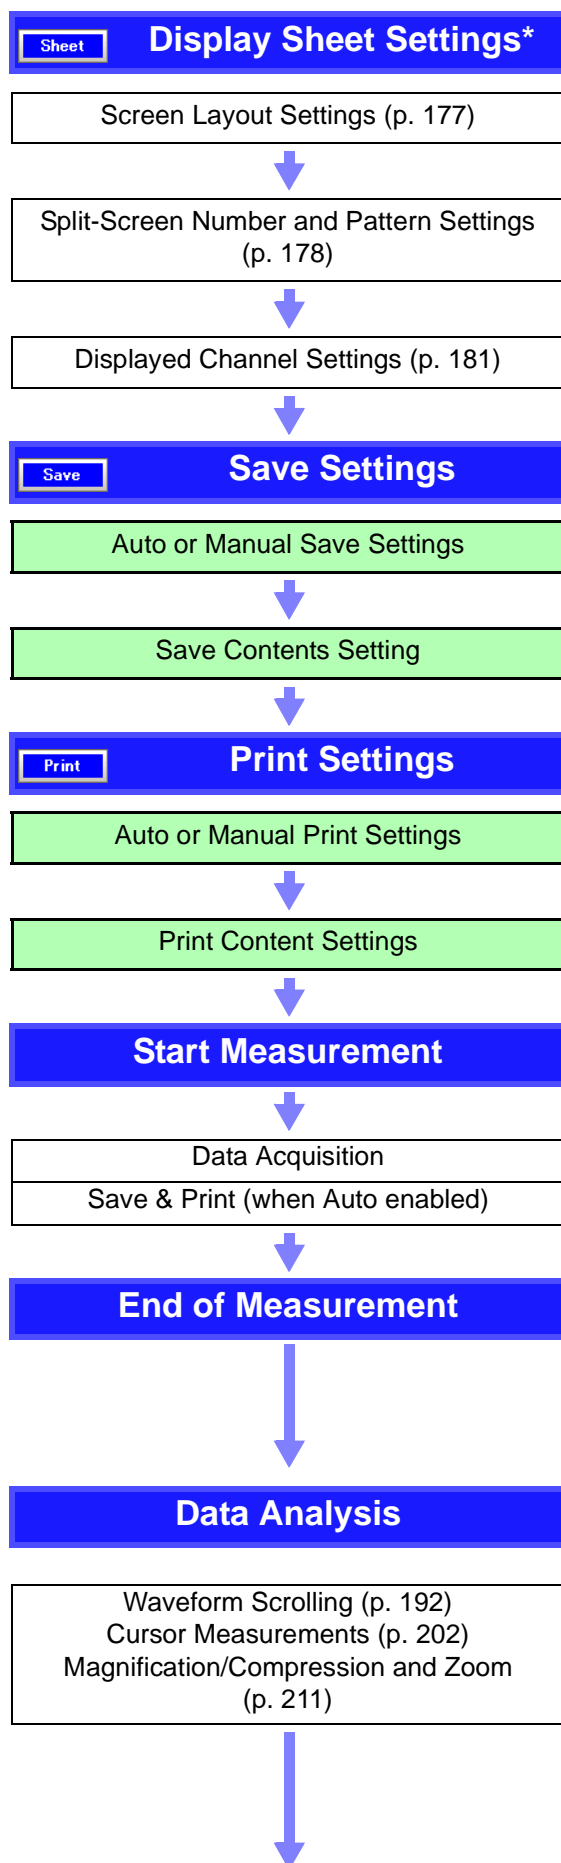 Sheet
Display Sheet Settings*
Screen Layout Settings (p. 177)
Split-Screen Number and Pattern Settings
(p. 178)
Displayed Channel Settings (p. 181)
Save
Save Settings
Auto or Manual Save Settings
Save Contents Setting
Print
Print Settings
Auto or Manual Print Settings
Print Content Settings
Start Measurement
Data Acquisition
Save & Print (when Auto enabled)
End of Measurement
Data Analysis
Waveform Scrolling (p. 192)
Cursor Measurements (p. 202)
Magnification/Compression and Zoom
(p. 211)